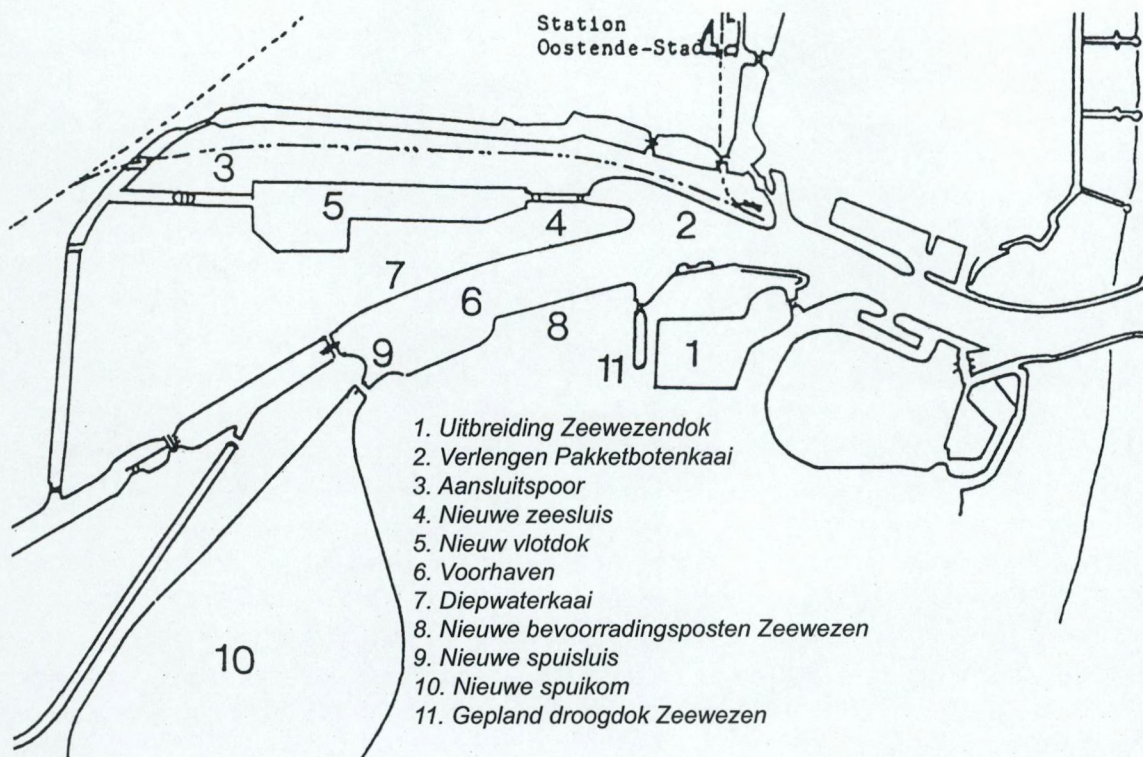 Station
Oostende-Stad
3
5
4
2
7
6
8
9
11
1
10
1. Uitbreiding Zeewezendok
2. Verlengen Pakketbotenkaai
3. Aansluitspoor
4. Nieuwe zeesluis
5. Nieuw vlotdok
6. Voorhaven
7. Diepwaterkaai
8. Nieuwe bevoorradingsposten Zeewezen
9. Nieuwe spuisluis
10. Nieuwe spuikom
11. Gepland droogdok Zeewezen